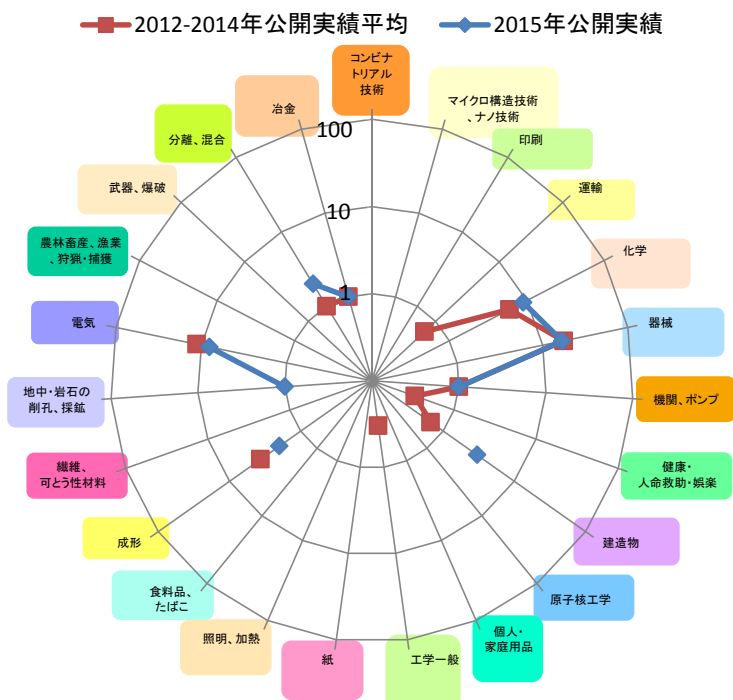 2012-2014年公開実績平均 2015年公開実績
コンビナ
トリアル
技術
マイクロ構造技術
、ナノ技術
印刷
運輸
化学
器械
機関、ポンプ
健康・
人命救助・娯楽
建造物
原子核工学
個人・
家庭用品
工学一般
紙
照明、加熱
食料品、
たばこ
成形
繊維、
可とう性材料
地中・岩石の
削孔、採鉱
電気
農林畜産、漁業
、狩猟・捕獲
武器、爆破
分離、混合
冶金
100
10
1